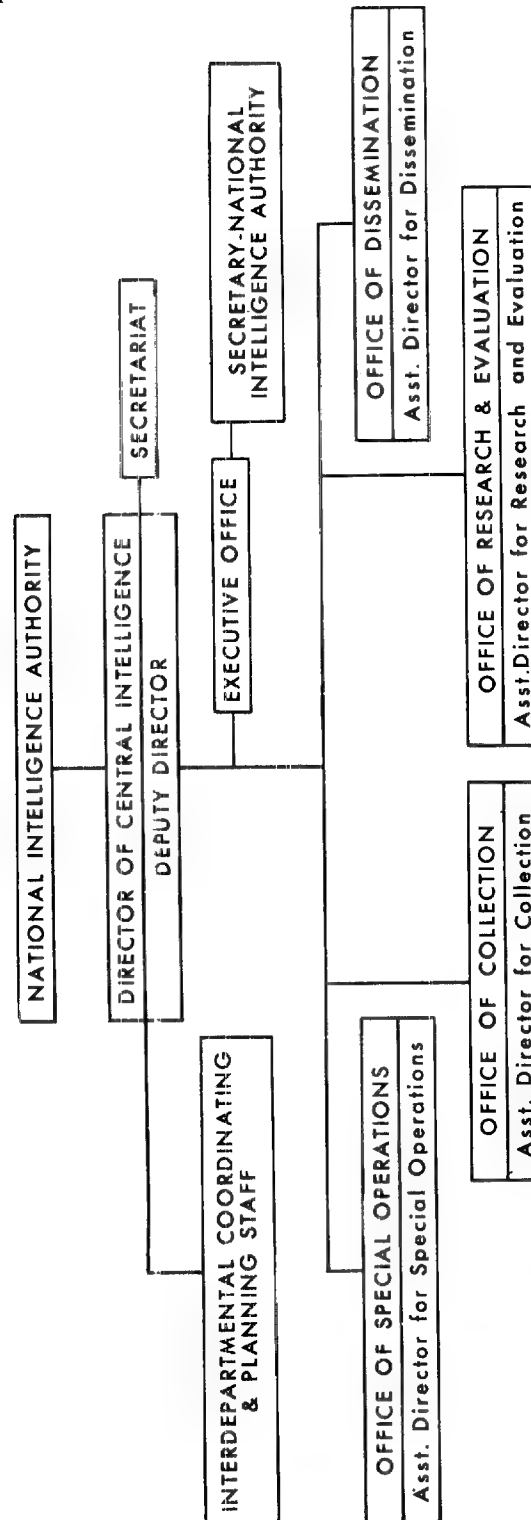 NATIONAL INTELLIGENCE AUTHORITY
DIRECTOR OF CENTRAL INTELLIGENCE
DEPUTY DIRECTOR
SECRETARIAT
INTERDEPARTMENTAL COORDINATING
& PLANNING STAFF
EXECUTIVE OFFICE
SECRETARY-NATIONAL
INTELLIGENCE AUTHORITY
OFFICE OF SPECIAL OPERATIONS
Asst. Director for Special Operations
OFFICE OF DISSEMINATION
Asst. Director for Dissemination
OFFICE OF COLLECTION
Asst. Director for Collection
OFFICE OF RESEARCH & EVALUATION
Asst.Director for Research and Evaluation